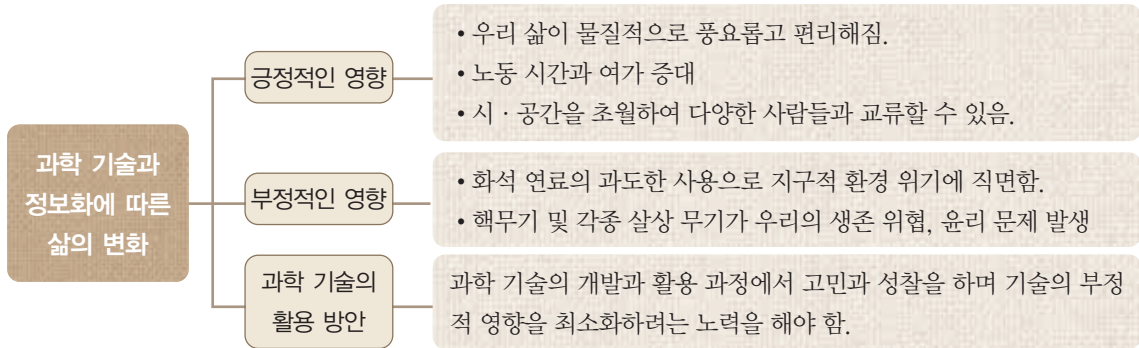 과학 기술과
정보화에 따른
삶의 변화
긍정적인 영향
• 우리 삶이 물질적으로 풍요롭고 편리해짐.
• 노동 시간과 여가 증대
• 시 · 공간을 초월하여 다양한 사람들과 교류할 수 있음.
부정적인 영향
• 화석 연료의 과도한 사용으로 지구적 환경 위기에 직면함.
• 핵무기 및 각종 살상 무기가 우리의 생존 위협, 윤리 문제 발생
과학 기술의
활용 방안
과학 기술의 개발과 활용 과정에서 고민과 성찰을 하며 기술의 부정
적 영향을 최소화하려는 노력을 해야 함.